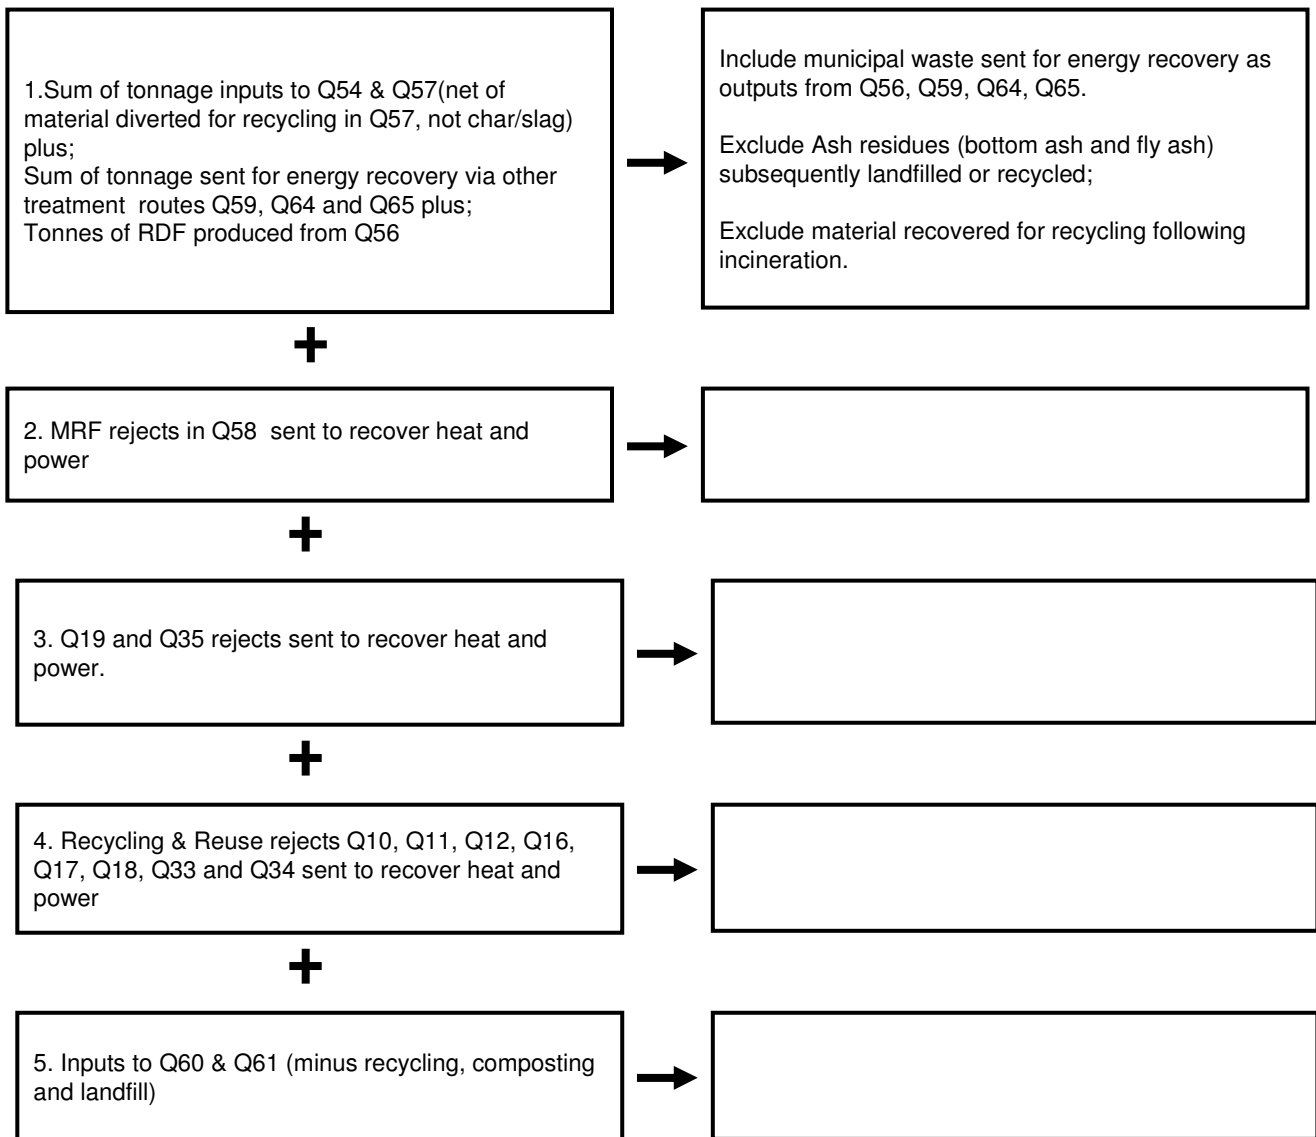 1.Sum of tonnage inputs to Q54 & Q57(net of
material diverted for recycling in Q57, not char/slag)
plus;
Sum of tonnage sent for energy recovery via other
treatment routes Q59, Q64 and Q65 plus;
Tonnes of RDF produced from Q56
Include municipal waste sent for energy recovery as
outputs from Q56, Q59, Q64, Q65.
Exclude Ash residues (bottom ash and fly ash)
subsequently landfilled or recycled;
Exclude material recovered for recycling following
incineration.
+
2. MRF rejects in Q58 sent to recover heat and
power
+
3. Q19 and Q35 rejects sent to recover heat and
power.
+
4. Recycling & Reuse rejects Q10, Q11, Q12, Q16,
Q17, Q18, Q33 and Q34 sent to recover heat and
power
+
5. Inputs to Q60 & Q61 (minus recycling, composting
and landfill)